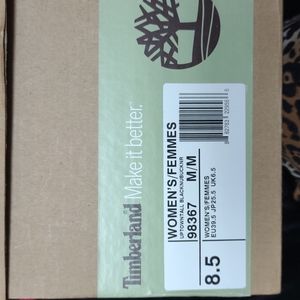 Timberland Make it better.
WOMEN'S/FEMMES
98367 M/M
WOMEN'S/FEMMES
EU39.5 JP25.5 UK6.5
8.5